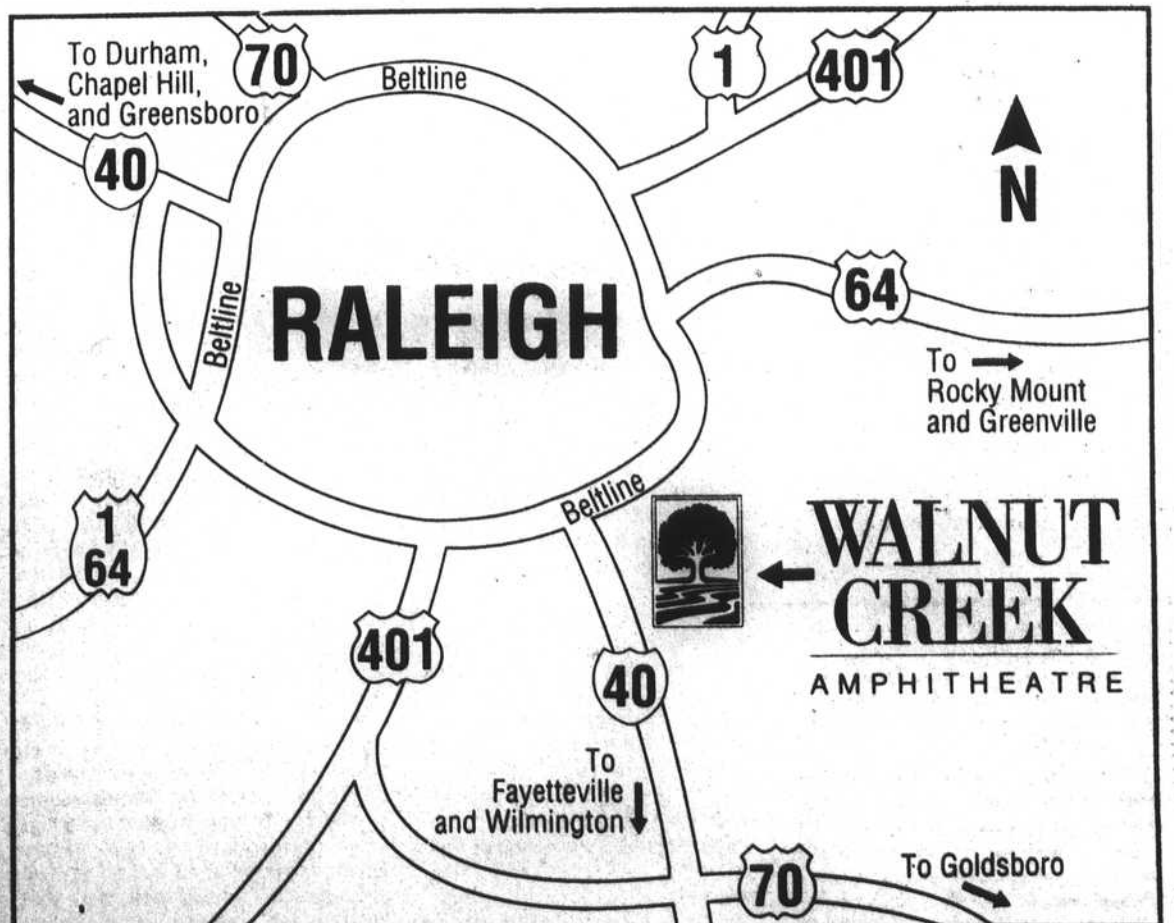 To Durham,
Chapel Hill,
and Greensboro
70
Beltline
1
401
40
N
Beltline
RALEIGH
64
To
Rocky Mount
and Greenville
Beltline
1
64
WALNUT
CREEK
AMPHITHEATRE
401
40
To
Fayetteville
and Wilmington
70
To Goldsboro